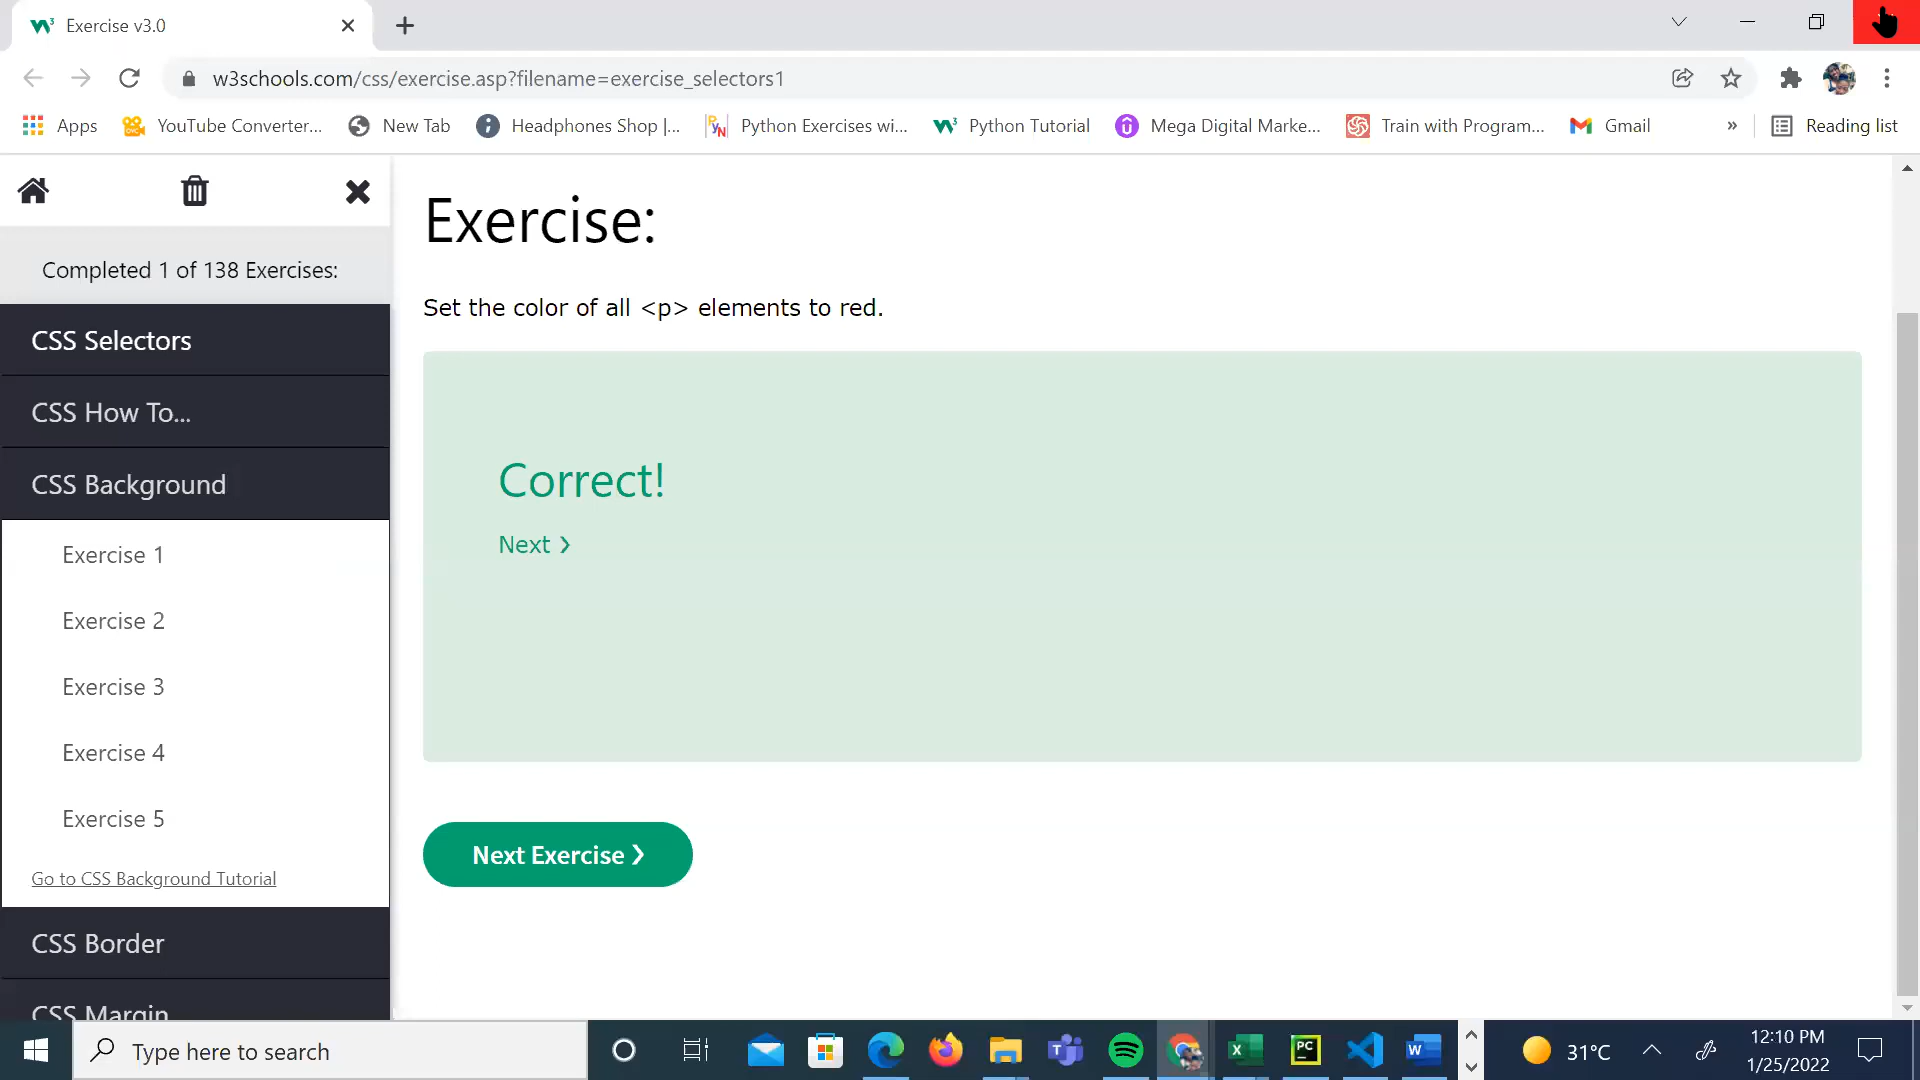 Exercise v3.0
w3schools.com/css/exercise.asp?filename=exercise_selectors1
Apps
YouTube Converter...
New Tab
Headphones Shop |...
Python Exercises wi...
Python Tutorial
Mega Digital Marke...
Train with Program...
Gmail
»
Reading list
Completed 1 of 138 Exercises:
CSS Selectors
CSS How To...
CSS Background
Exercise 1
Exercise 2
Exercise 3
Exercise 4
Exercise 5
Go to CSS Background Tutorial
CSS Border
CSS Margin
Exercise:
Set the color of all <p> elements to red.
Correct!
Next ❯
Next Exercise ❯
Type here to search
31°C
12:10 PM
1/25/2022